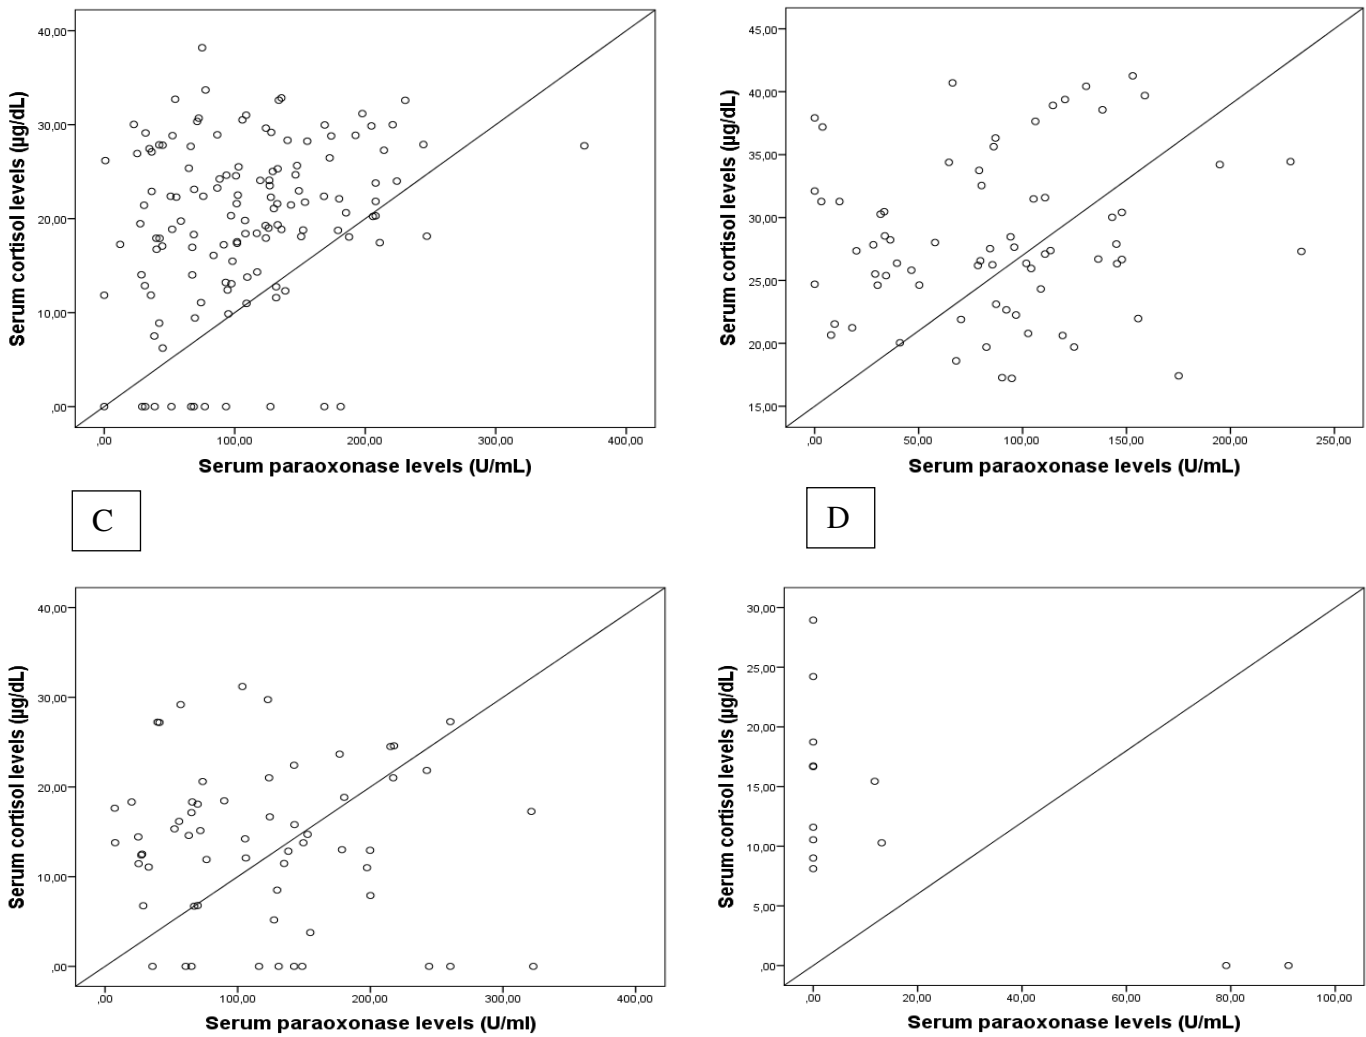 40,00
30,00
20,00
10,00
,00
Serum cortisol levels (µg/dL)
,00 100,00 200,00 300,00 400,00
Serum paraoxonase levels (U/mL)
45,00
40,00
35,00
30,00
25,00
20,00
15,00
Serum cortisol levels (µg/dL)
,00 50,00 100,00 150,00 200,00 250,00
Serum paraoxonase levels (U/mL)
C
D
40,00
30,00
20,00
10,00
,00
Serum cortisol levels (µg/dL)
,00 100,00 200,00 300,00 400,00
Serum paraoxonase levels (U/ml)
30,00
25,00
20,00
15,00
10,00
5,00
,00
Serum cortisol levels (µg/dL)
,00 20,00 40,00 60,00 80,00 100,00
Serum paraoxonase levels (U/mL)